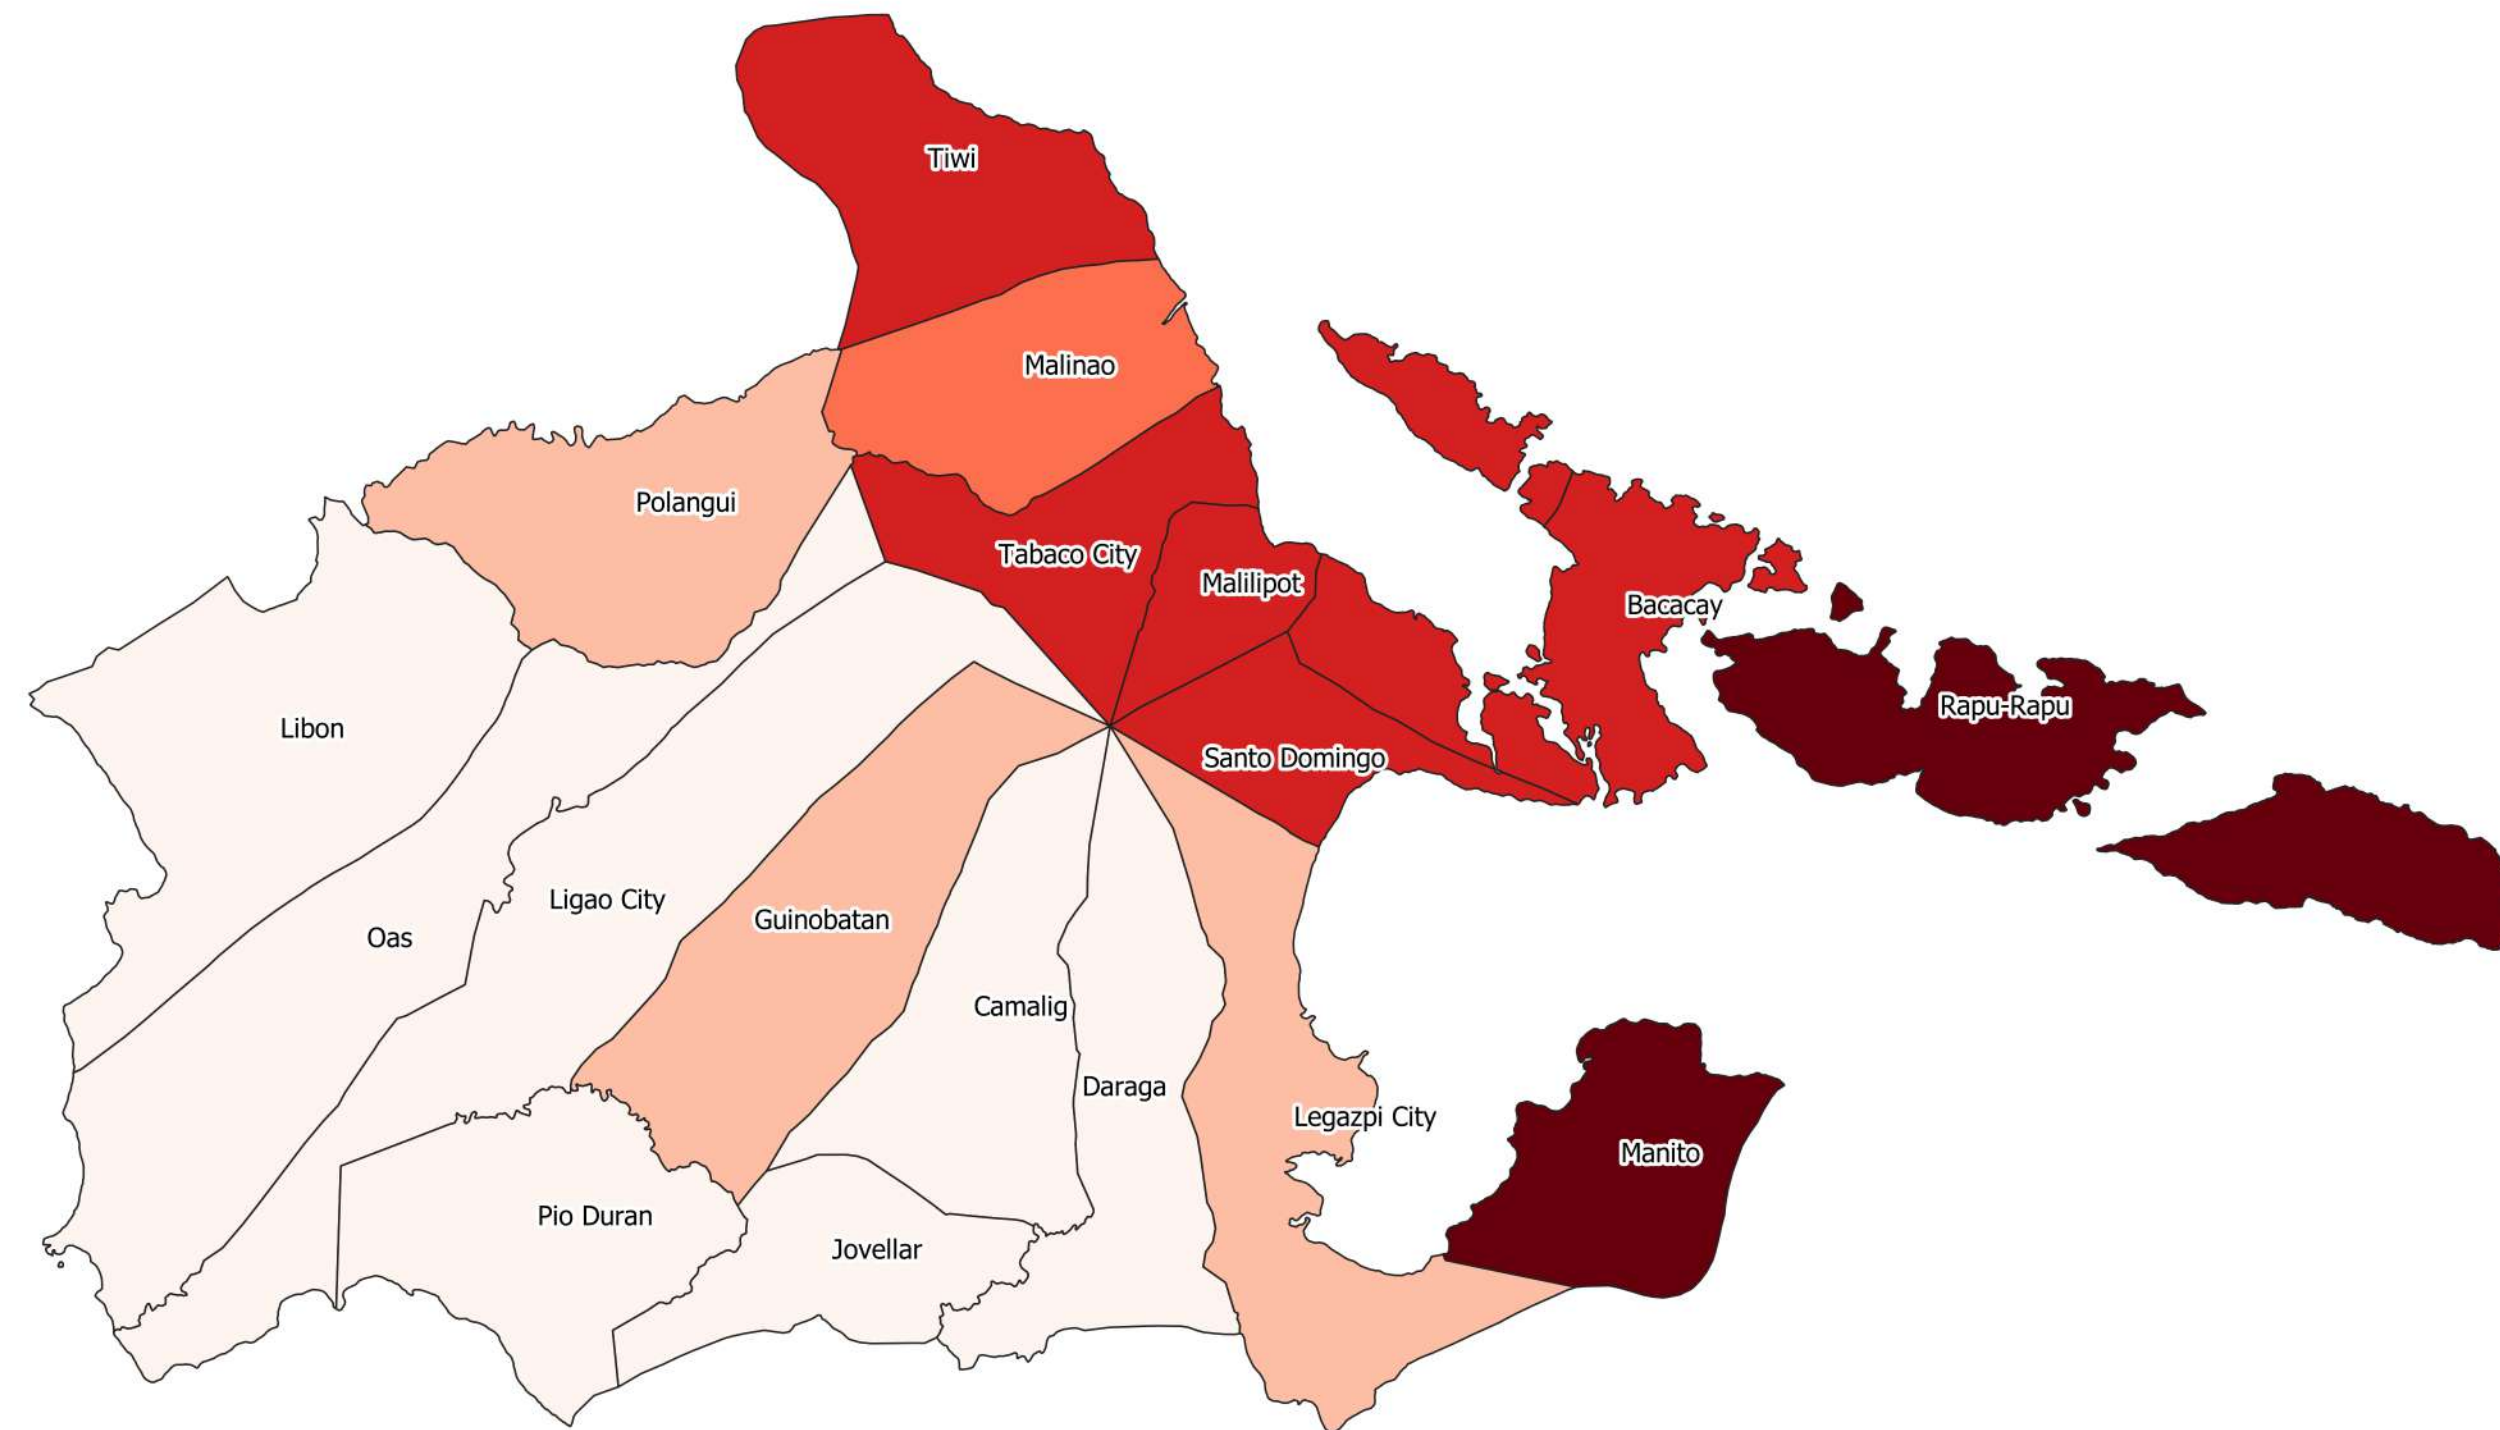 Tiwi
Malinao
Polangui
Tabaco City
Malilipot
Bacacay
Rapu-Rapu
Libon
Santo Domingo
Ligao City
Guinobatan
Oas
Camalig
Daraga
Legazpi City
Manito
Pio Duran
Jovellar